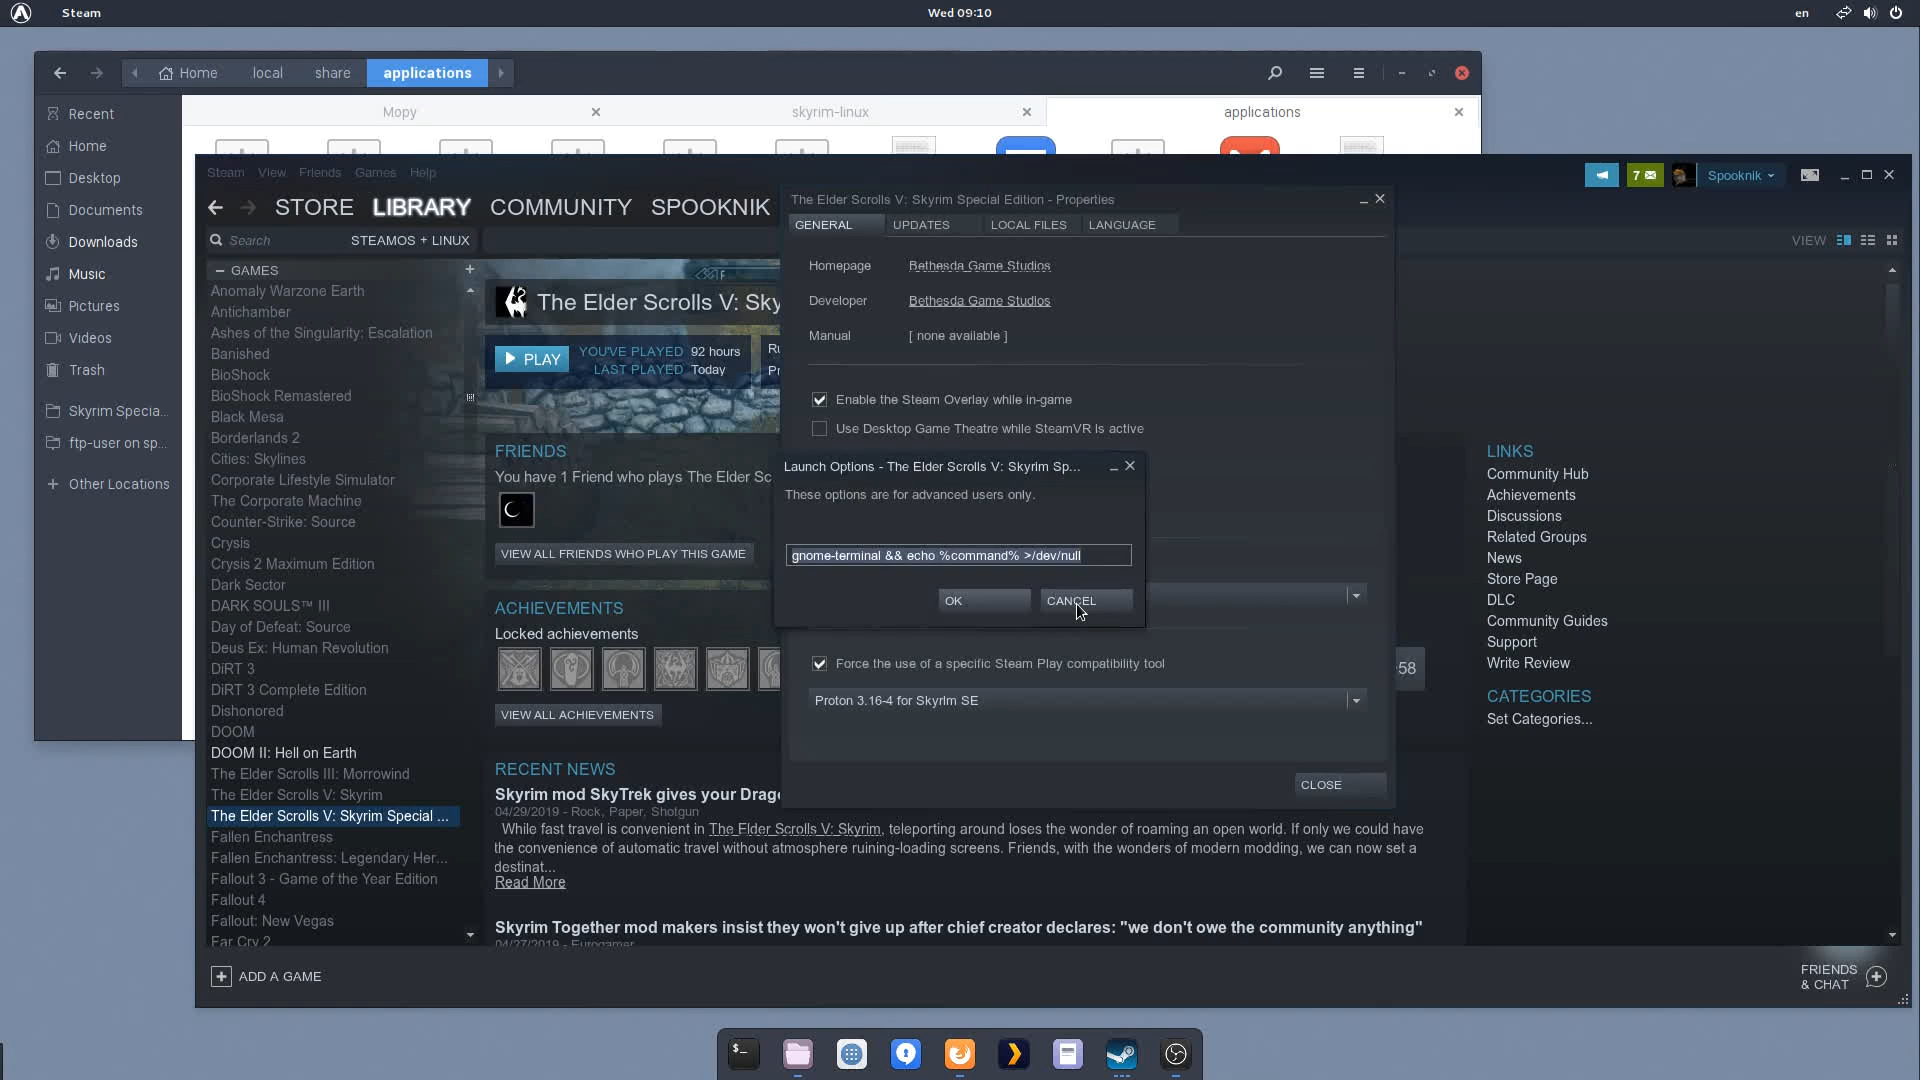 Steam
Wed 09:10
en
Home
.local
share
applications
Mopy
skyrim-linux
applications
Recent
Home
Desktop
Documents
Downloads
Music
Pictures
Videos
Trash
Skyrim Specia...
ftp-user on sp...
Other Locations
Steam View Friends Games Help
7
Spooknik
STORE LIBRARY COMMUNITY SPOOKNIK
Search
STEAMOS + LINUX
VIEW
GAMES
Anomaly Warzone Earth
Antichamber
Ashes of the Singularity: Escalation
Banished
BioShock
BioShock Remastered
Black Mesa
Borderlands 2
Cities: Skylines
Corporate Lifestyle Simulator
The Corporate Machine
Counter-Strike: Source
Crysis
Crysis 2 Maximum Edition
Dark Sector
DARK SOULS™ III
Day of Defeat: Source
Deus Ex: Human Revolution
DiRT 3
DiRT 3 Complete Edition
Dishonored
DOOM
DOOM II: Hell on Earth
The Elder Scrolls III: Morrowind
The Elder Scrolls V: Skyrim
The Elder Scrolls V: Skyrim Special ...
Fallen Enchantress
Fallen Enchantress: Legendary Her...
Fallout 3 - Game of the Year Edition
Fallout 4
Fallout: New Vegas
Far Cry 2
ADD A GAME
The Elder Scrolls V: Sky
PLAY
YOU'VE PLAYED 92 hours
LAST PLAYED Today
Ru
Pr
FRIENDS
You have 1 Friend who plays The Elder Sc
VIEW ALL FRIENDS WHO PLAY THIS GAME
ACHIEVEMENTS
Locked achievements
58
VIEW ALL ACHIEVEMENTS
RECENT NEWS
Skyrim mod SkyTrek gives your Drag
04/29/2019 - Rock, Paper, Shotgun
While fast travel is convenient in The Elder Scrolls V: Skyrim, teleporting around loses the wonder of roaming an open world. If only we could have
the convenience of automatic travel without atmosphere ruining-loading screens. Friends, with the wonders of modern modding, we can now set a
destinat...
Read More
Skyrim Together mod makers insist they won't give up after chief creator declares: "we don't owe the community anything"
04/27/2019 - Eurogamer
The Elder Scrolls V: Skyrim Special Edition - Properties
GENERAL
UPDATES
LOCAL FILES
LANGUAGE
Homepage Bethesda Game Studios
Developer Bethesda Game Studios
Manual [ none available ]
Enable the Steam Overlay while in-game
Use Desktop Game Theatre while SteamVR is active
Launch Options - The Elder Scrolls V: Skyrim Sp...
These options are for advanced users only.
gnome-terminal && echo %command% >/dev/null
OK
CANCEL
Force the use of a specific Steam Play compatibility tool
Proton 3.16-4 for Skyrim SE
CLOSE
LINKS
Community Hub
Achievements
Discussions
Related Groups
News
Store Page
DLC
Community Guides
Support
Write Review
CATEGORIES
Set Categories...
FRIENDS
& CHAT